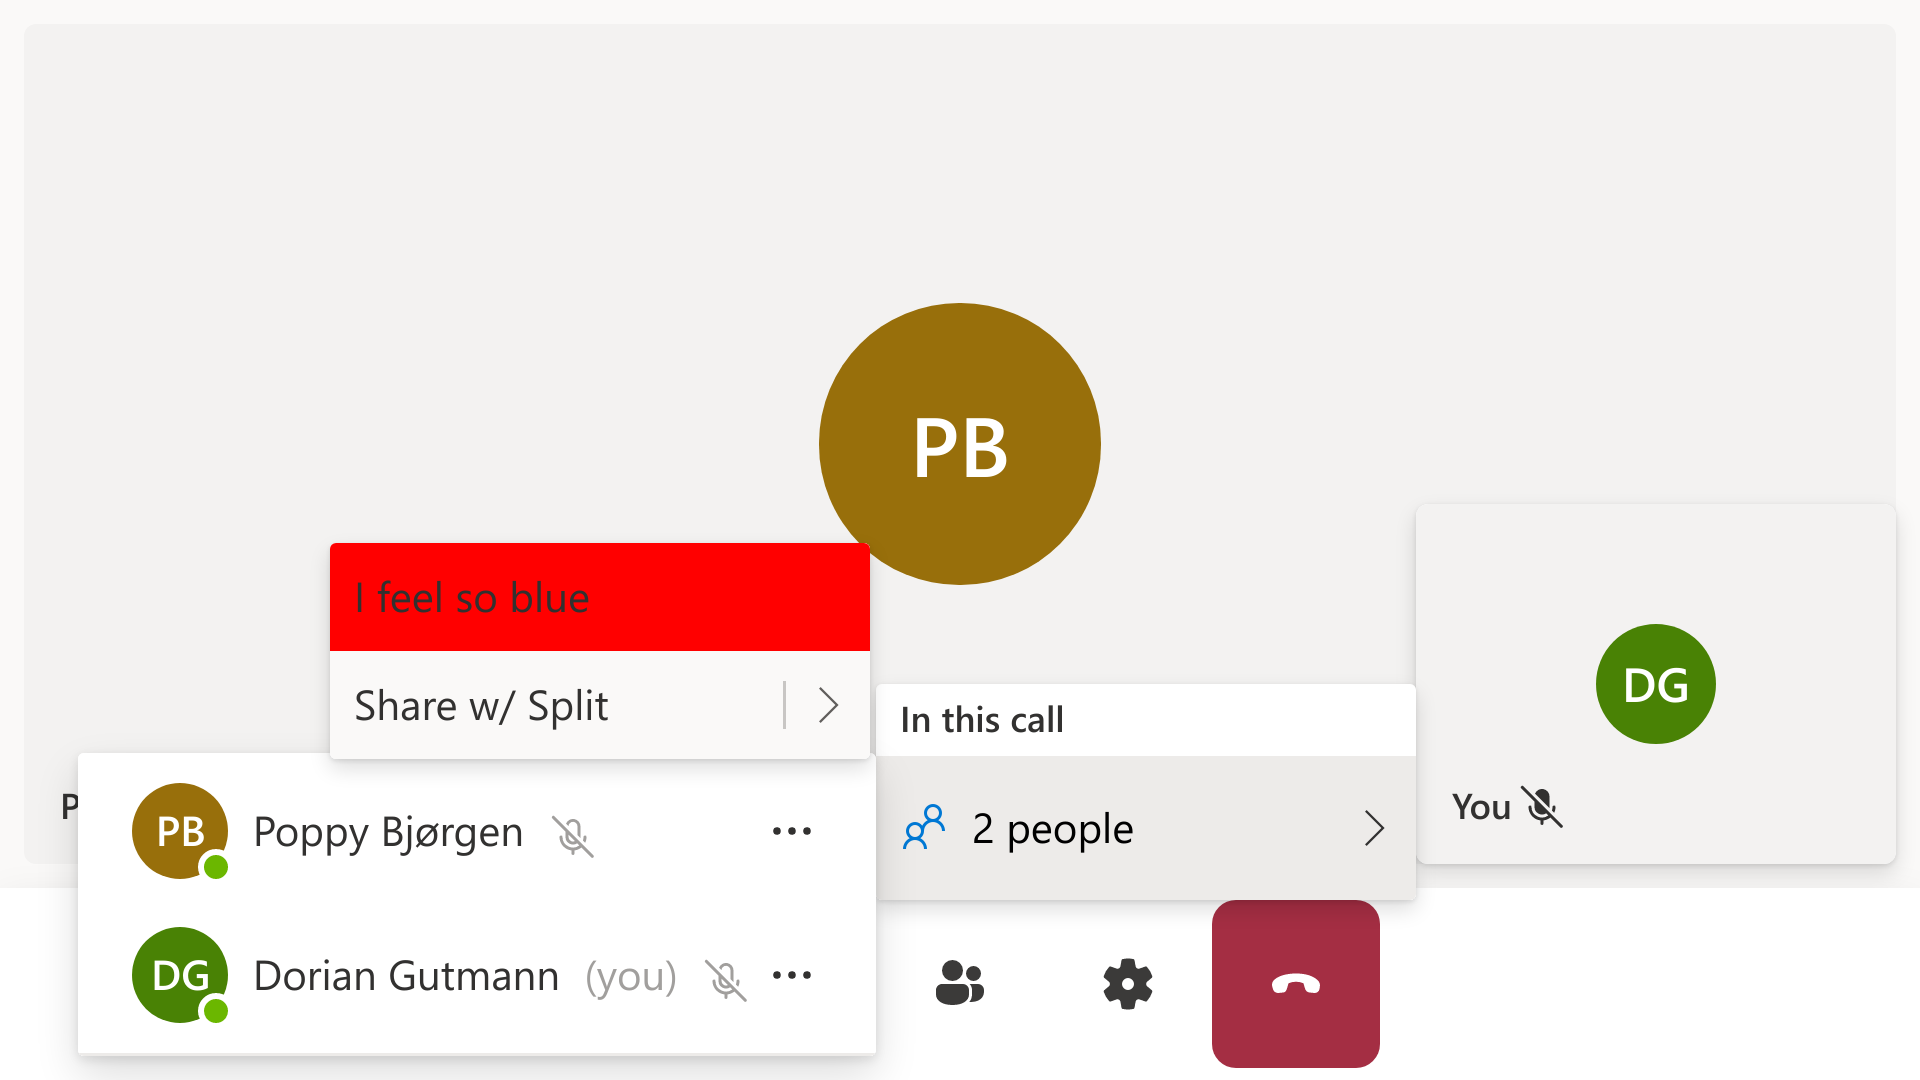 PB
I feel so blue
Share w/ Split
In this call
2 people
DG
You
P
PB
Poppy Bjørgen
DG
Dorian Gutmann (you)